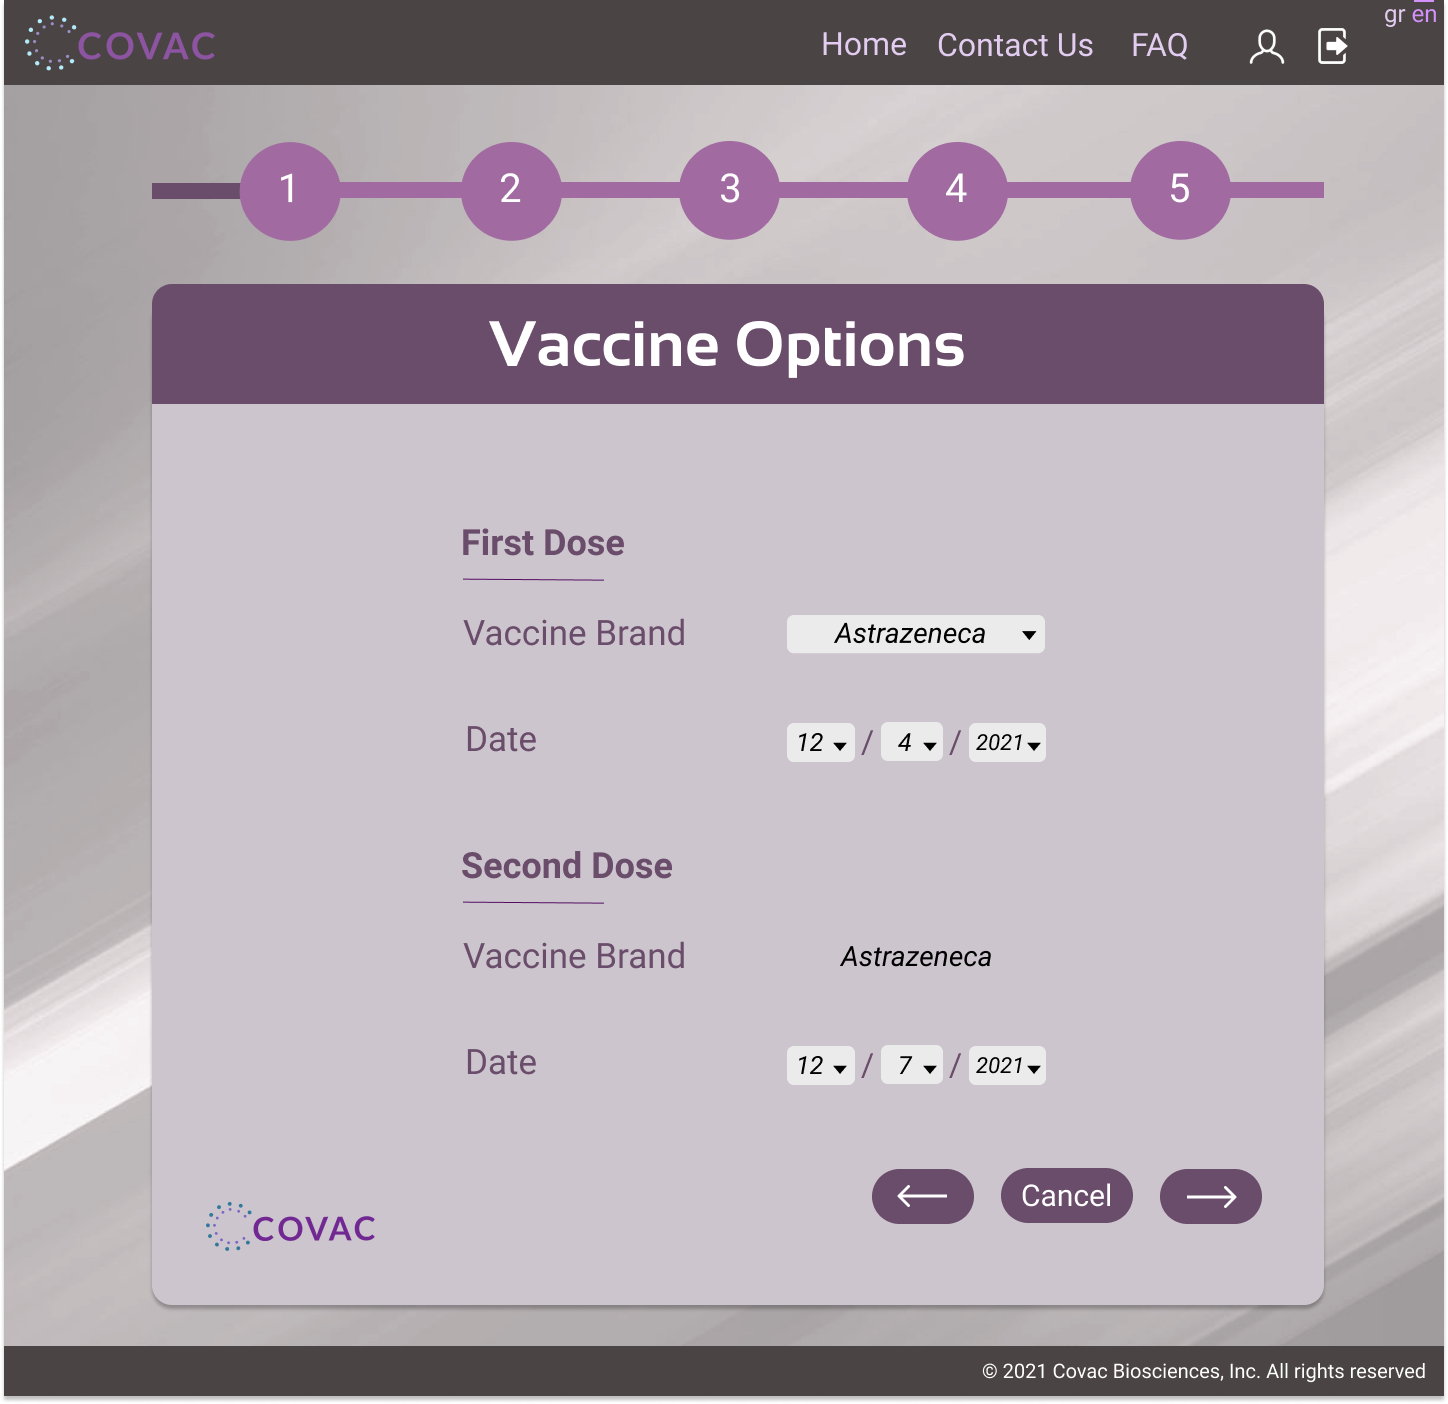 gr en
COVAC
Home Contact Us FAQ
1 2 3 4 5
Vaccine Options
First Dose
Vaccine Brand Astrazeneca
Date 12 / 4 / 2021
Second Dose
Vaccine Brand Astrazeneca
Date 12 / 7 / 2021
Cancel
COVAC
© 2021 Covac Biosciences, Inc. All rights reserved